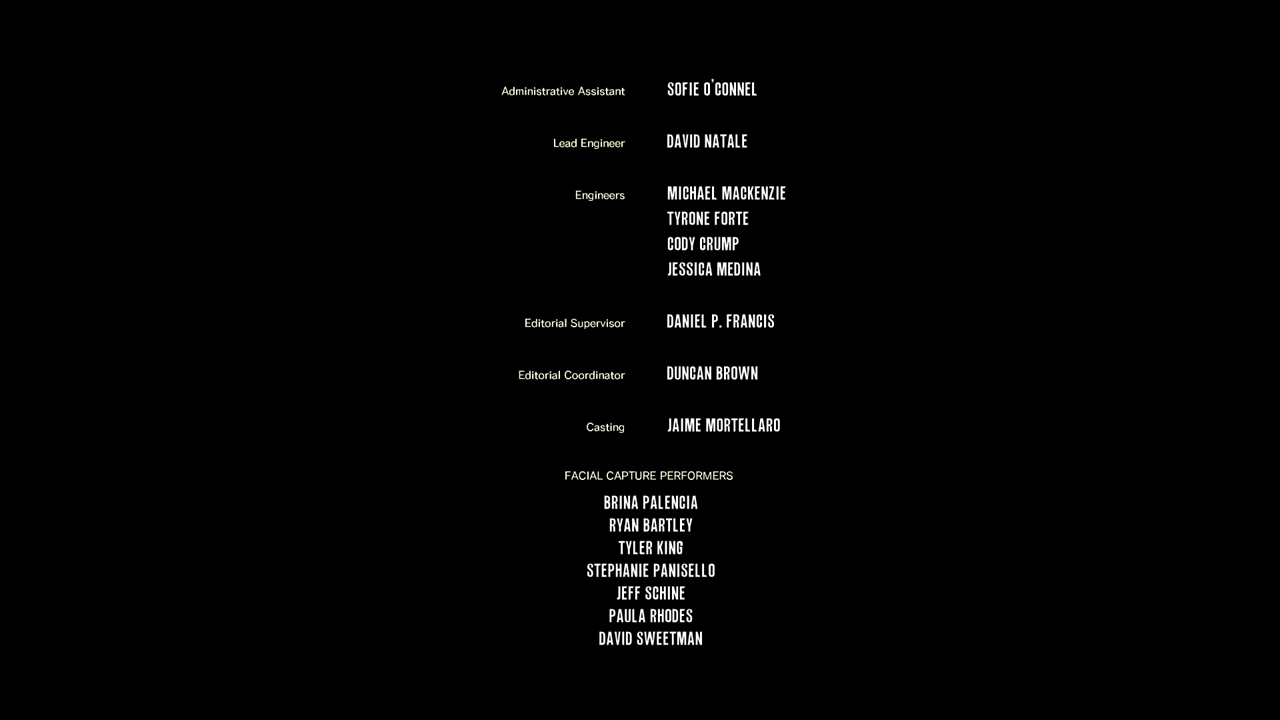 Administrative Assistant SOFIE O'CONNEL
Lead Engineer DAVID NATALE
Engineers MICHAEL MACKENZIE
TYRONE FORTE
CODY CRUMP
JESSICA MEDINA
Editorial Supervisor DANIEL P. FRANCIS
Editorial Coordinator DUNCAN BROWN
Casting JAIME MORTELLARO
FACIAL CAPTURE PERFORMERS
BRINA PALENCIA
RYAN BARTLEY
TYLER KING
STEPHANIE PANISELLO
JEFF SCHINE
PAULA RHODES
DAVID SWEETMAN